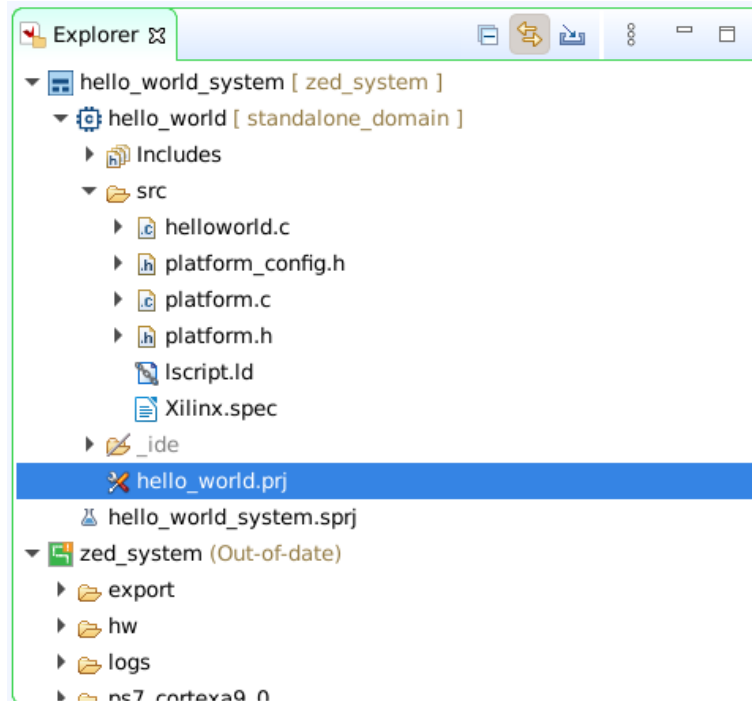 Explorer
hello_world_system [ zed_system ]
hello_world [ standalone_domain ]
Includes
src
helloworld.c
platform_config.h
platform.c
platform.h
lscript.ld
Xilinx.spec
_ide
hello_world.prj
hello_world_system.sprj
zed_system (Out-of-date)
export
hw
logs
ps7_cortexa9_0